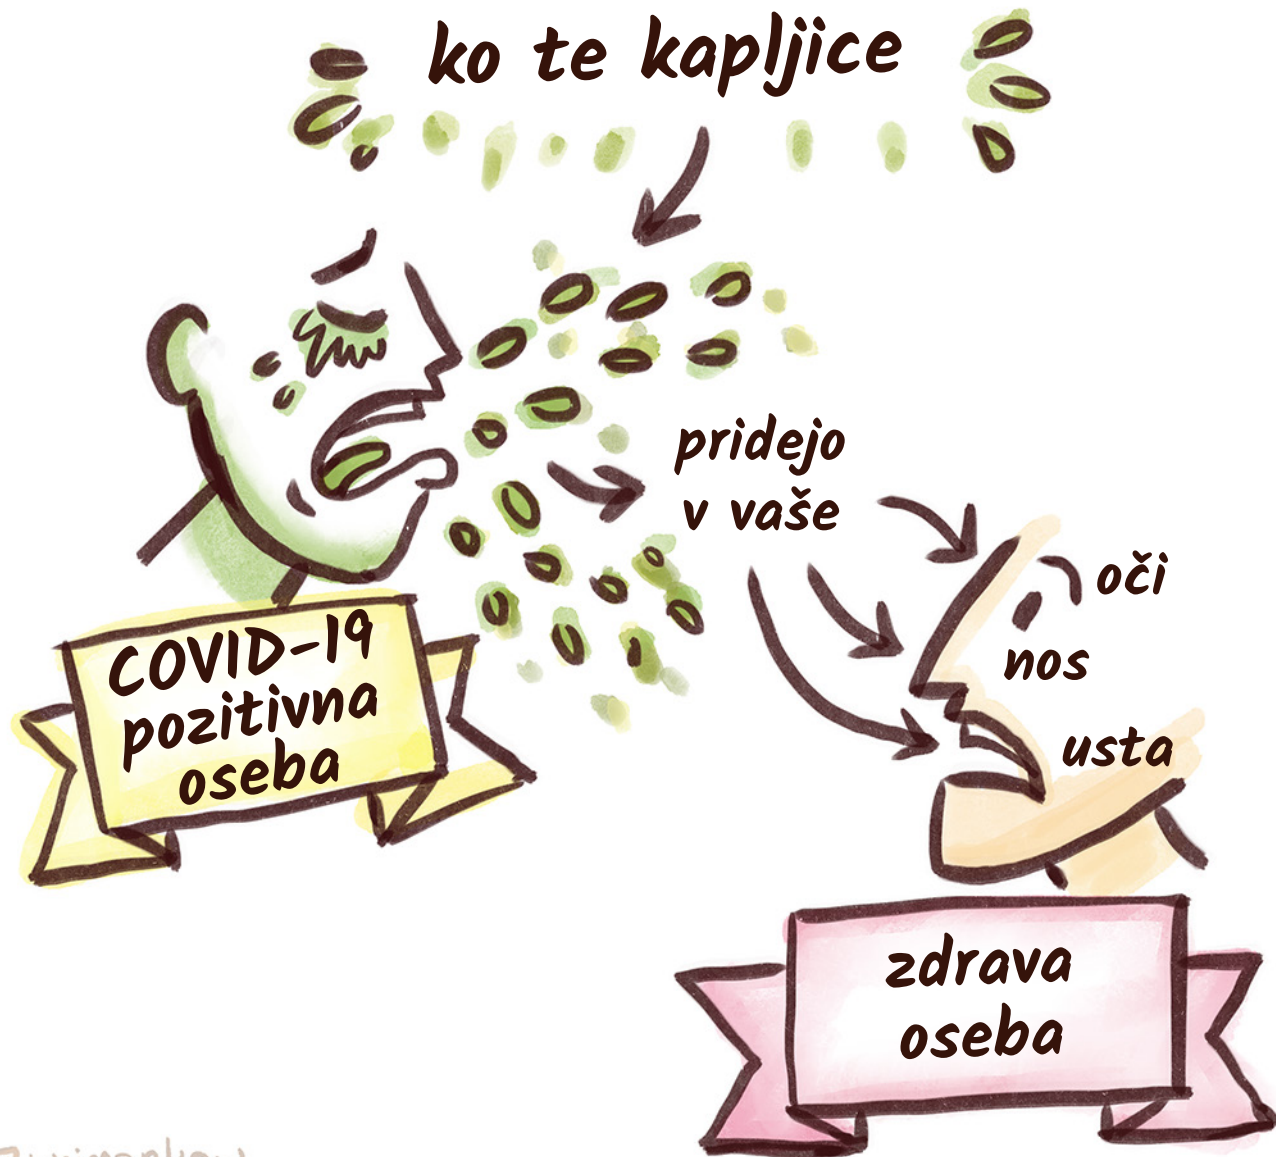 ko te kapljice
pridejo
v vaše
oči
nos
usta
COVID-19
pozitivna
oseba
zdrava
oseba